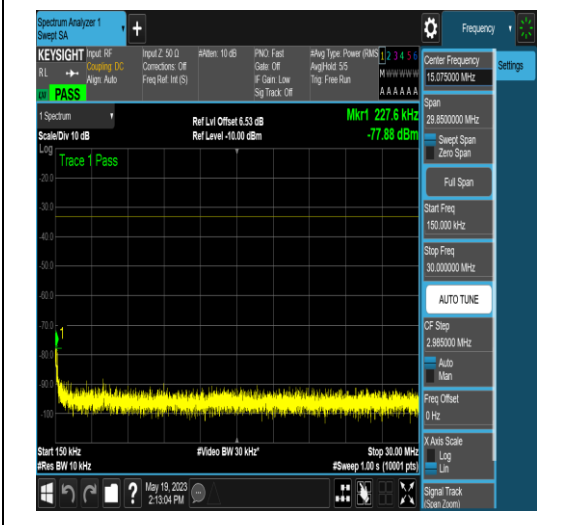 Spectrum Analyzer 1
Swept SA
+
Frequency
KEYSIGHT
RL
PASS
Input: RF
Coupling: DC
Align: Auto
Input Z: 50 Ω
Corrections: Off
Freq Ref: Int (S)
#Atten: 10 dB
PNO: Fast
Gate: Off
IF Gain: Low
Sig Track: Off
#Avg Type: Power (RMS
Avg|Hold: 5/5
Trig: Free Run
1 2 3 4 5 6
M w w w w w
A A A A A A
1 Spectrum
Scale/Div 10 dB
Ref Lvl Offset 6.53 dB
Ref Level -10.00 dBm
Mkr1 227.6 kHz
-77.88 dBm
Log
Trace 1 Pass
-20.0
-30.0
-40.0
-50.0
-60.0
-70.0
-80.0
-90.0
-100
1
Start 150 kHz
#Res BW 10 kHz
#Video BW 30 kHz*
Stop 30.00 MHz
#Sweep 1.00 s (10001 pts)
?
May 19, 2023
2:13:04 PM
Center Frequency
15.075000 MHz
Settings
Span
29.8500000 MHz
Swept Span
Zero Span
Full Span
Start Freq
150.000 kHz
Stop Freq
30.000000 MHz
AUTO TUNE
CF Step
2.985000 MHz
Auto
Man
Freq Offset
0 Hz
X Axis Scale
Log
Lin
Signal Track
(Span Zoom)